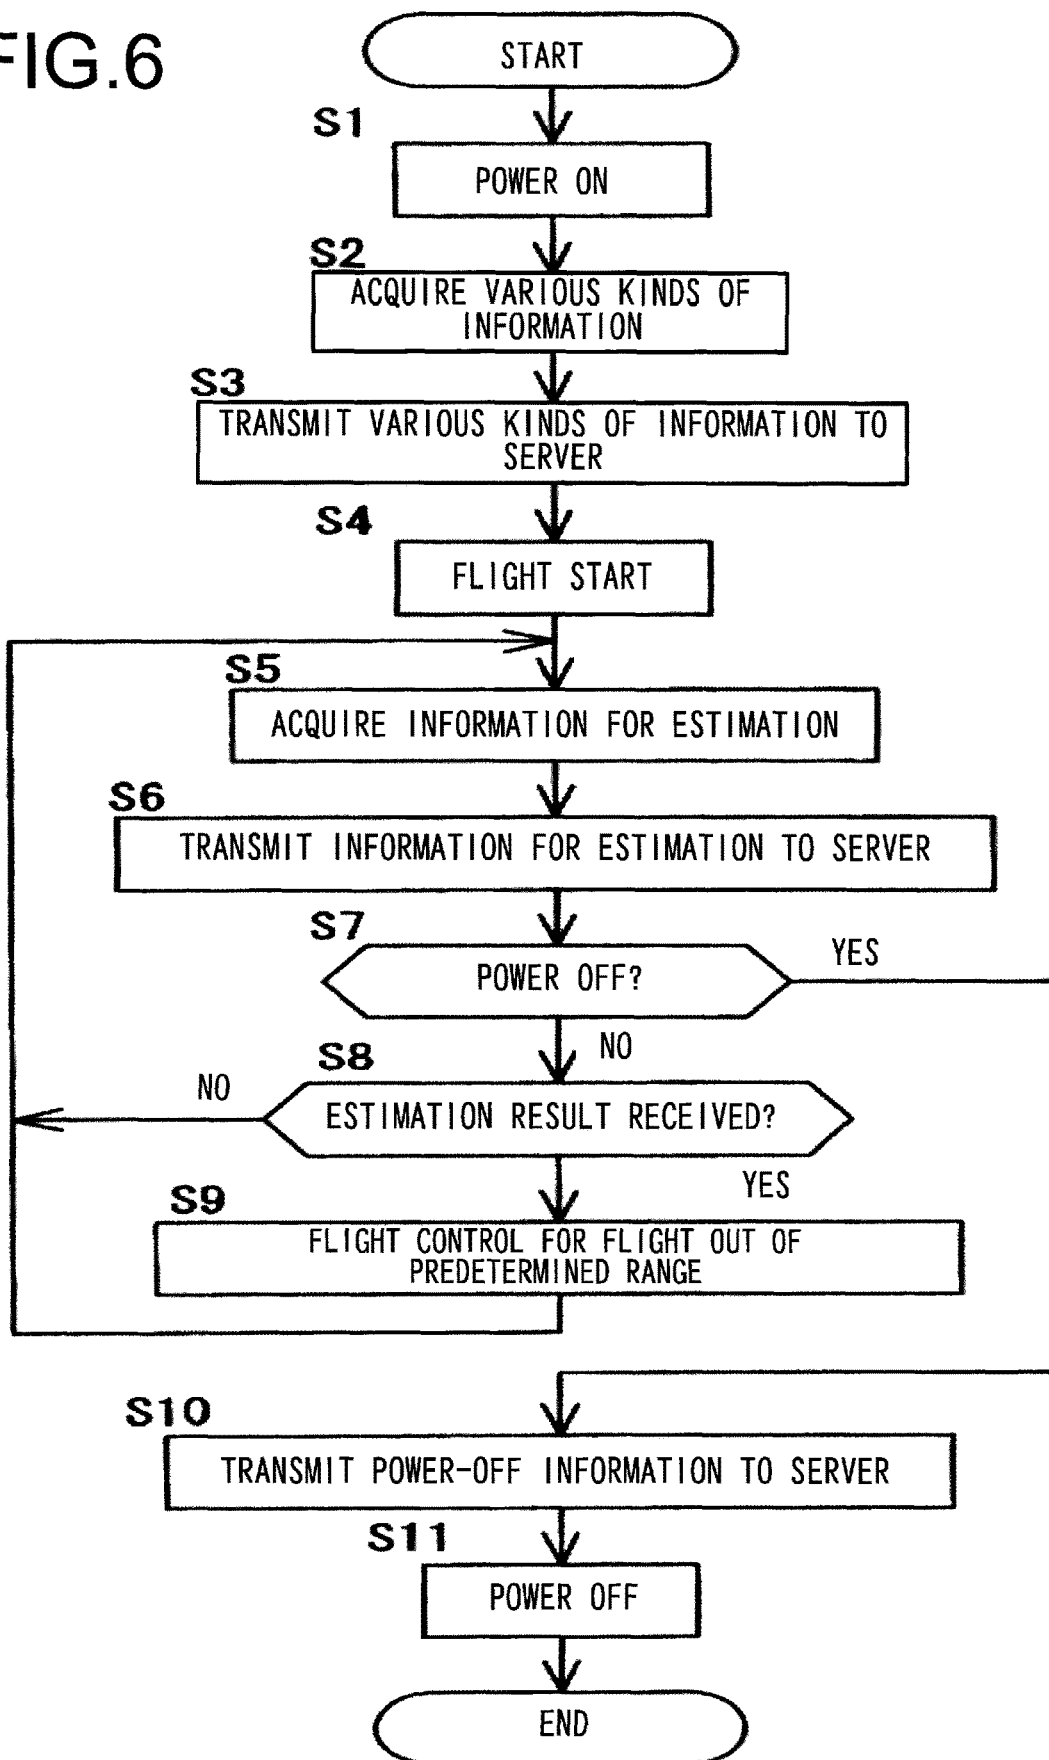 FIG.6
START
S1
POWER ON
S2
ACQUIRE VARIOUS KINDS OF
INFORMATION
S3
TRANSMIT VARIOUS KINDS OF INFORMATION TO
SERVER
S4
FLIGHT START
S5
ACQUIRE INFORMATION FOR ESTIMATION
S6
TRANSMIT INFORMATION FOR ESTIMATION TO SERVER
S7
POWER OFF?
YES
NO
S8
ESTIMATION RESULT RECEIVED?
NO
YES
S9
FLIGHT CONTROL FOR FLIGHT OUT OF
PREDETERMINED RANGE
S10
TRANSMIT POWER-OFF INFORMATION TO SERVER
S11
POWER OFF
END